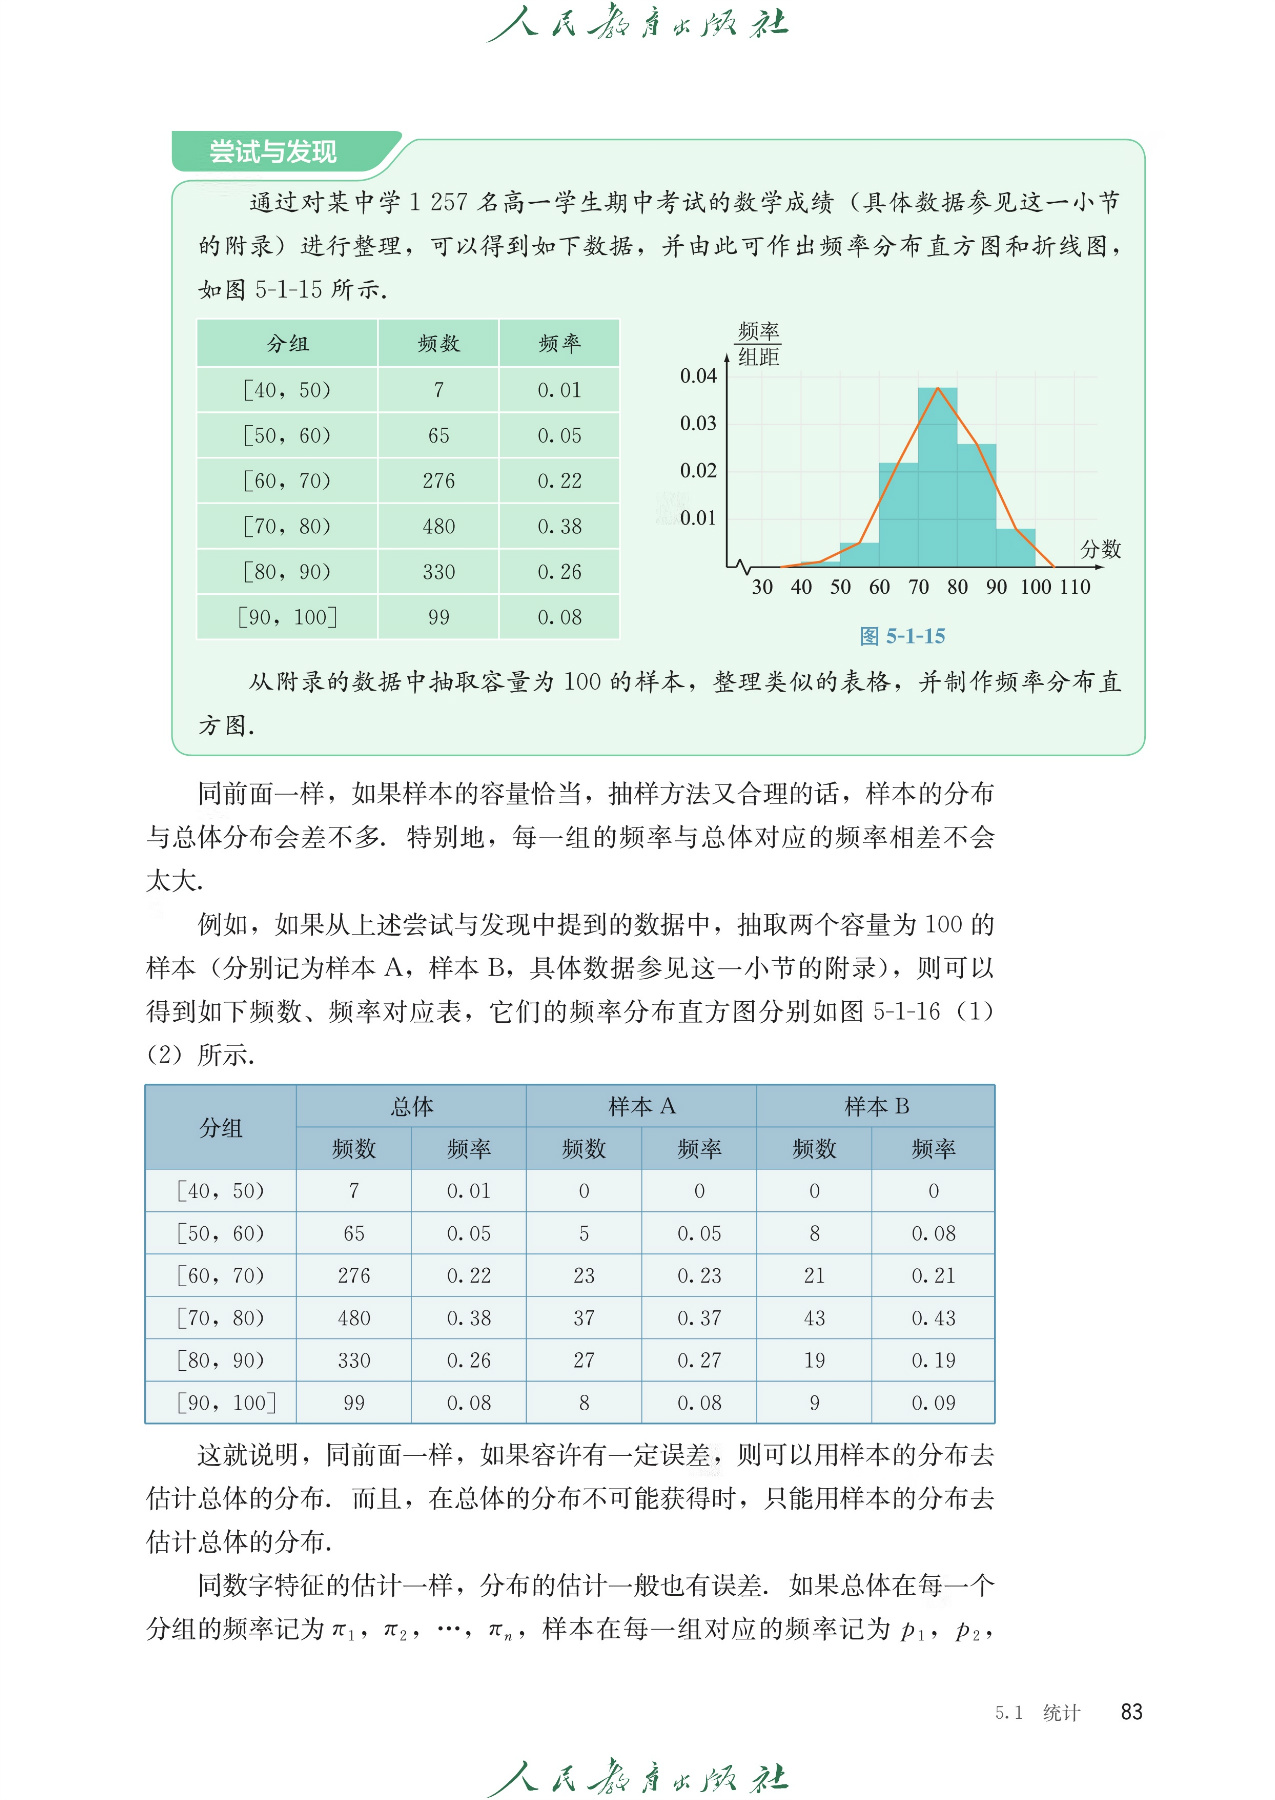 人民教育出版社
尝试与发现
通过对某中学 1 257 名高一学生期中考试的数学成绩（具体数据参见这一小节
的附录）进行整理，可以得到如下数据，并由此可作出频率分布直方图和折线图，
如图 5-1-15 所示.
分组 频数 频率
[40，50) 7 0.01
[50，60) 65 0.05
[60，70) 276 0.22
[70，80) 480 0.38
[80，90) 330 0.26
[90，100] 99 0.08
频率
组距
0.04
0.03
0.02
0.01
分数
30 40 50 60 70 80 90 100 110
图 5-1-15
从附录的数据中抽取容量为 100 的样本，整理类似的表格，并制作频率分布直
方图.
同前面一样，如果样本的容量恰当，抽样方法又合理的话，样本的分布
与总体分布会差不多. 特别地，每一组的频率与总体对应的频率相差不会
太大.
例如，如果从上述尝试与发现中提到的数据中，抽取两个容量为 100 的
样本（分别记为样本 A，样本 B，具体数据参见这一小节的附录），则可以
得到如下频数、频率对应表，它们的频率分布直方图分别如图 5-1-16（1）
（2）所示.
分组 总体 样本 A 样本 B
频数 频率 频数 频率 频数 频率
[40，50) 7 0.01 0 0 0 0
[50，60) 65 0.05 5 0.05 8 0.08
[60，70) 276 0.22 23 0.23 21 0.21
[70，80) 480 0.38 37 0.37 43 0.43
[80，90) 330 0.26 27 0.27 19 0.19
[90，100] 99 0.08 8 0.08 9 0.09
这就说明，同前面一样，如果容许有一定误差，则可以用样本的分布去
估计总体的分布. 而且，在总体的分布不可能获得时，只能用样本的分布去
估计总体的分布.
同数字特征的估计一样，分布的估计一般也有误差. 如果总体在每一个
分组的频率记为 π₁，π₂，…，πₙ，样本在每一组对应的频率记为 p₁，p₂，
5.1 统计 83
人民教育出版社